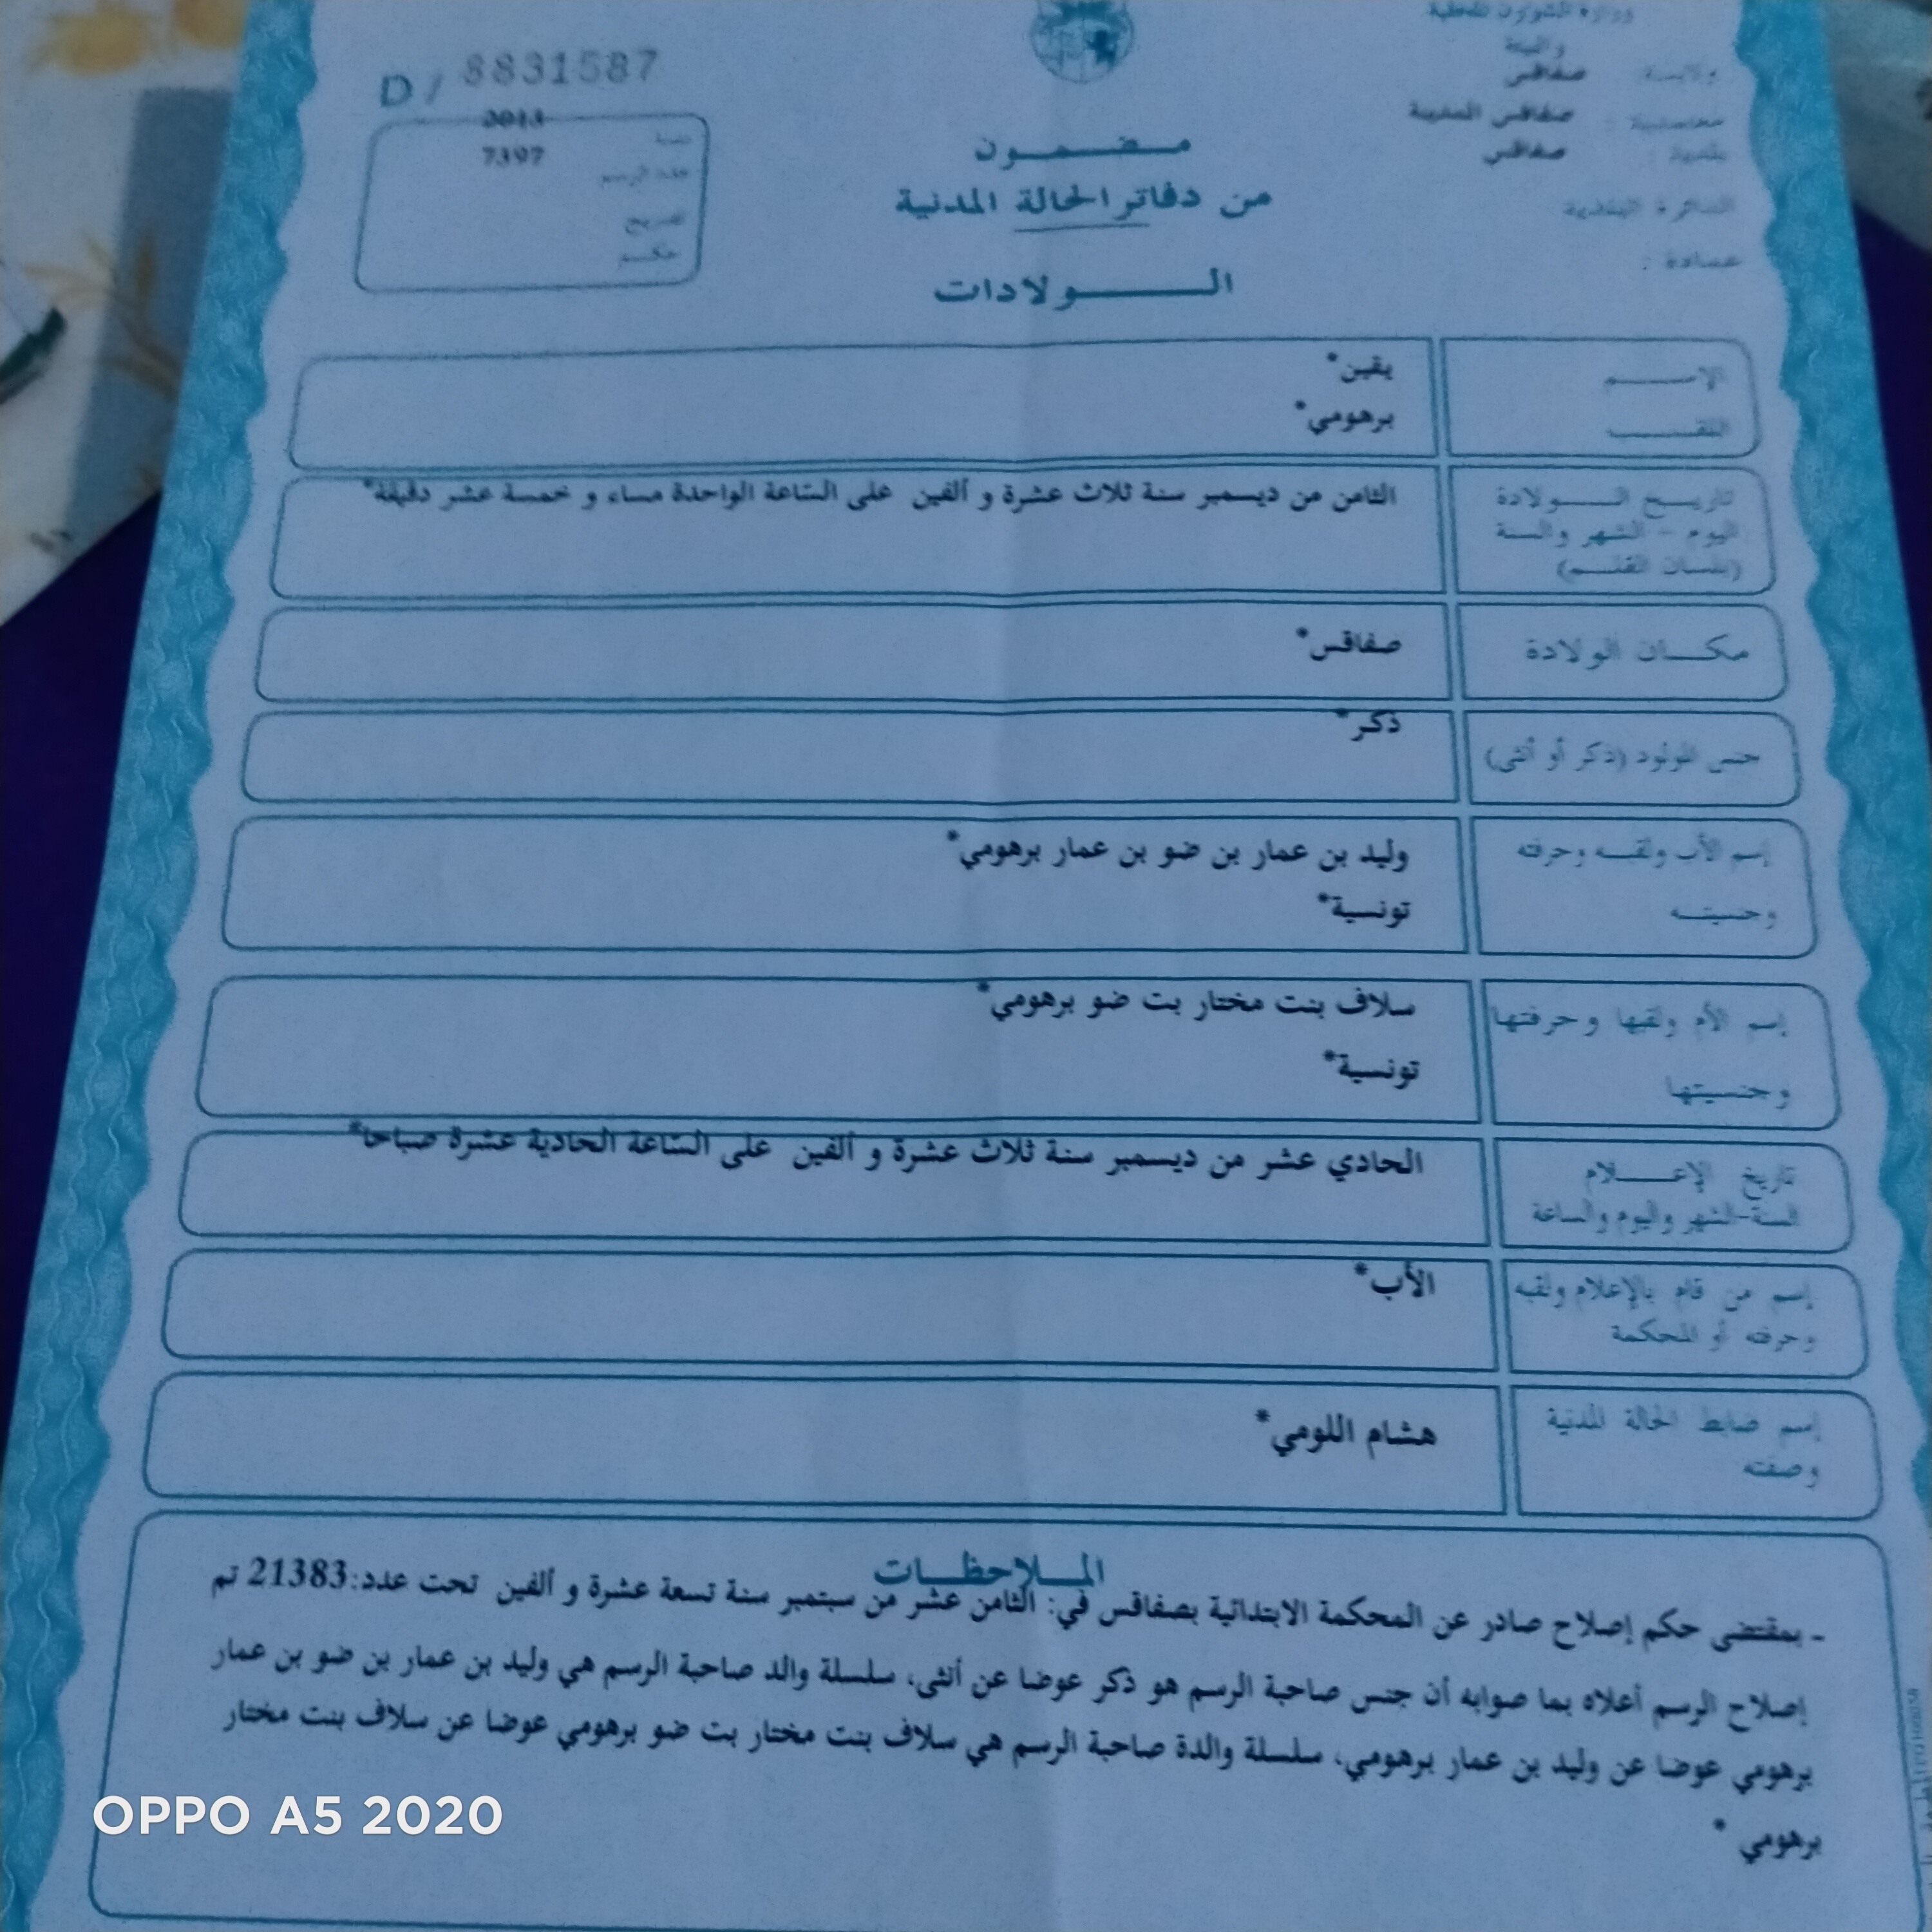 وزارة الشؤون المحلية
والبيئة
ولاية : صفاقس
معتمدية : صفاقس المدينة
بلدية : صفاقس
الدائرة البلدية
عمادة :
مضمون
من دفاتر الحالة المدنية
الولادات
D / 8831587
سنة 2013
عدد الرسم 7397
تصريح
حكم
الإسم يقين*
اللقب برهومي*
تاريخ الولادة الثامن من ديسمبر سنة ثلاث عشرة و ألفين على الساعة الواحدة مساء و خمسة عشر دقيقة*
اليوم - الشهر والسنة
(بلسان القلم)
مكان الولادة صفاقس*
جنس المولود (ذكر أو أنثى) ذكر*
إسم الأب ولقبه وحرفته وليد بن عمار بن ضو بن عمار برهومي*
وجنسيته تونسية*
إسم الأم ولقبها وحرفتها سلاف بنت مختار بت ضو برهومي*
وجنسيتها تونسية*
تاريخ الإعلام الحادي عشر من ديسمبر سنة ثلاث عشرة و ألفين على الساعة الحادية عشرة صباحا*
السنة-الشهر واليوم والساعة
إسم من قام بالإعلام ولقبه الأب*
وحرفته أو المحكمة
إسم ضابط الحالة المدنية هشام اللومي*
وصفته
الملاحظات
- بمقتضى حكم إصلاح صادر عن المحكمة الابتدائية بصفاقس في: الثامن عشر من سبتمبر سنة تسعة عشرة و ألفين تحت عدد:21383 تم
إصلاح الرسم أعلاه بما صوابه أن جنس صاحبة الرسم هو ذكر عوضا عن أنثى، سلسلة والد صاحبة الرسم هي وليد بن عمار بن ضو بن عمار
برهومي عوضا عن وليد بن عمار برهومي، سلسلة والدة صاحبة الرسم هي سلاف بنت مختار بت ضو برهومي عوضا عن سلاف بنت مختار
برهومي *
OPPO A5 2020